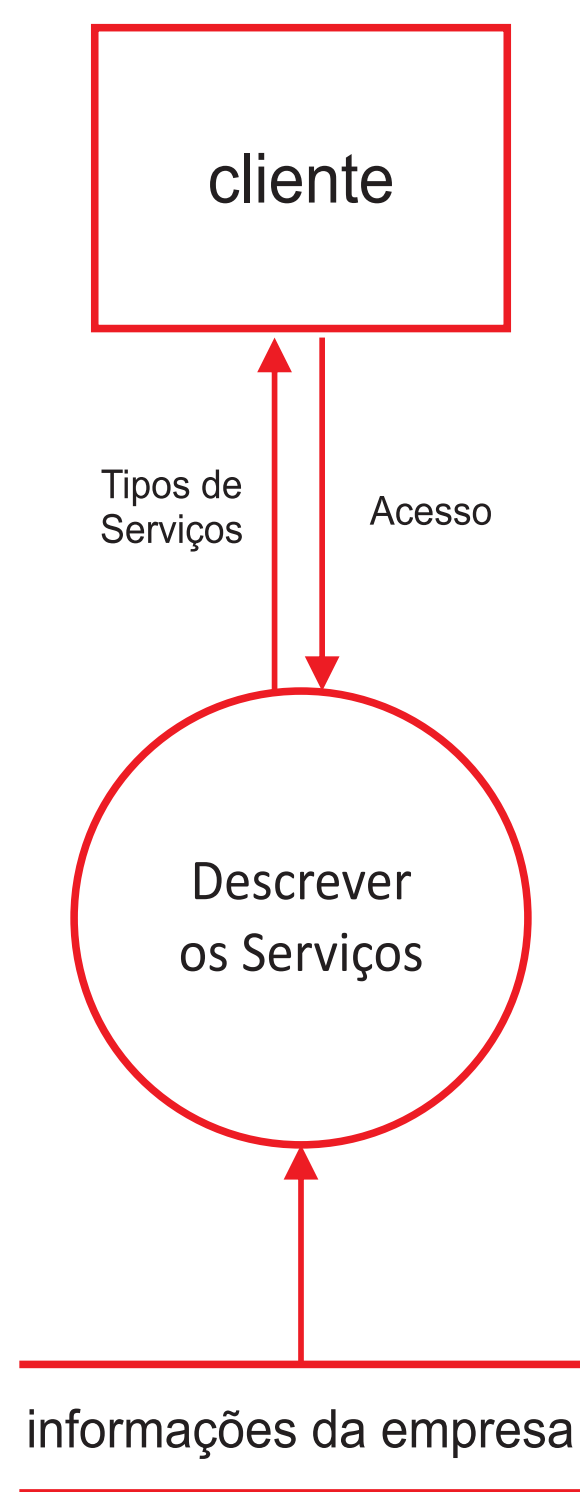 cliente
Tipos de
Serviços
Acesso
Descrever
os Serviços
informações da empresa